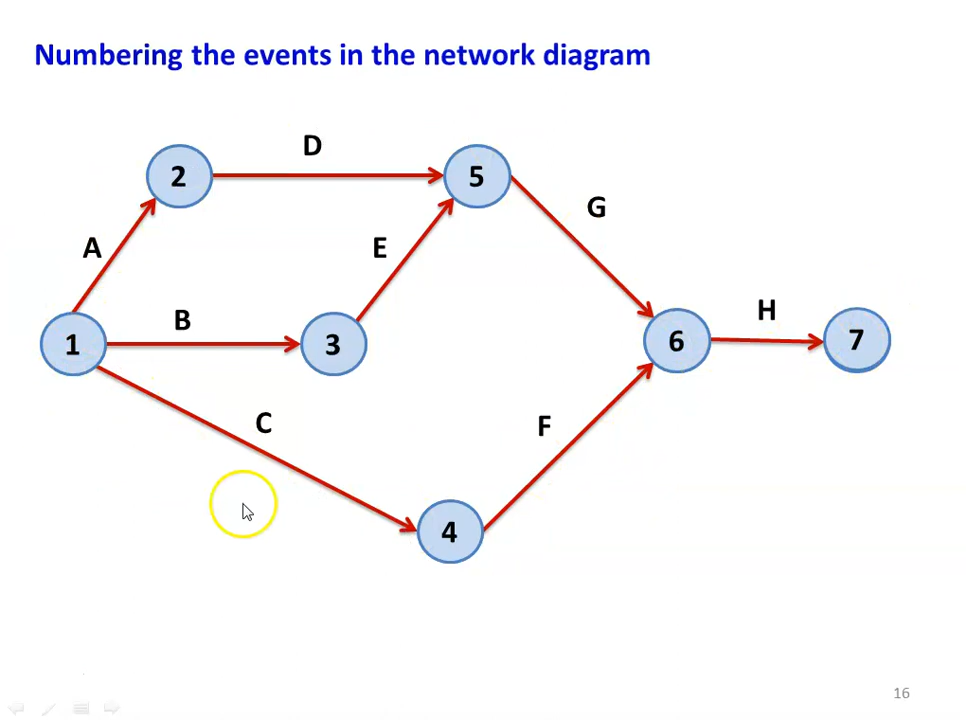 Numbering the events in the network diagram
D
2
5
G
A
E
H
B
1
3
6
7
C
F
4
16